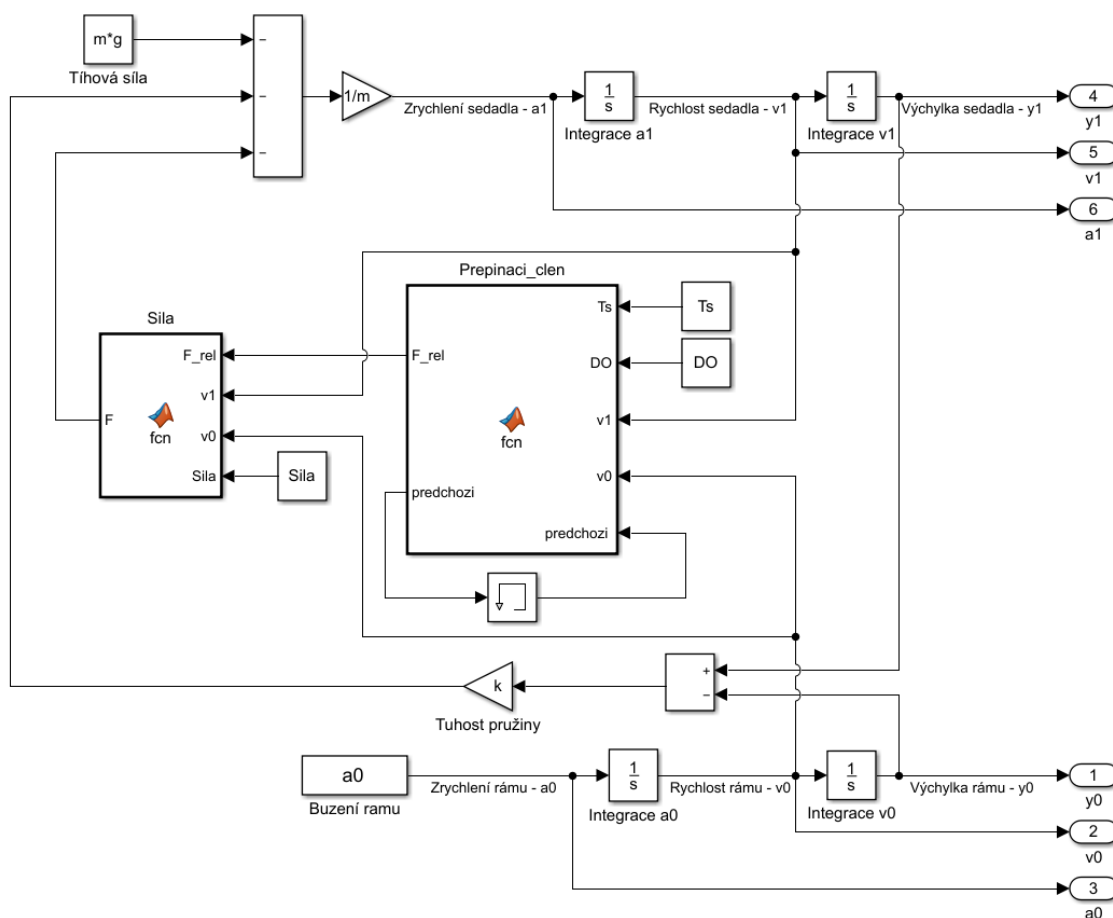 m*g
Tíhová síla
−
−
−
1/m
Zrychlení sedadla - a1
1
s
Integrace a1
Rychlost sedadla - v1
1
s
Integrace v1
Výchylka sedadla - y1
4
y1
5
v1
6
a1
Prepinaci_clen
Ts
Ts
DO
DO
F_rel
v1
fcn
v0
predchozi
predchozi
Sila
F_rel
v1
F
fcn
v0
Sila
Sila
+
−
k
Tuhost pružiny
a0
Buzení ramu
Zrychlení rámu - a0
1
s
Integrace a0
Rychlost rámu - v0
1
s
Integrace v0
Výchylka rámu - y0
1
y0
2
v0
3
a0